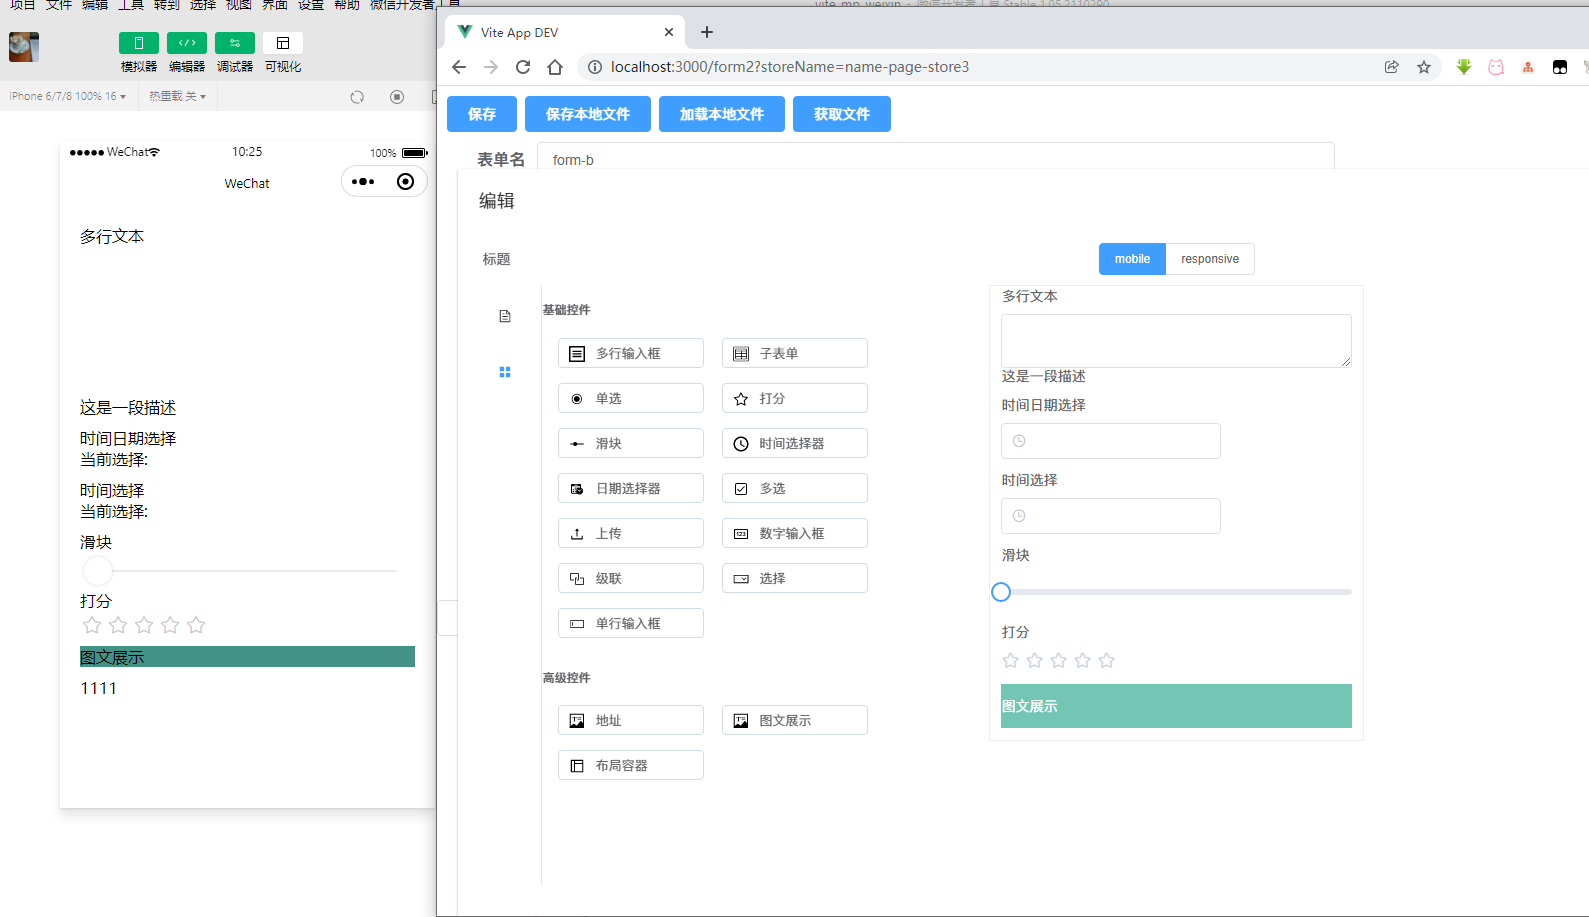 项目 文件 编辑 工具 转到 选择 视图 界面 设置 帮助 微信开发者工具
vite_mp_weixin - 微信开发者工具 Stable 1.05.2110290
模拟器 编辑器 调试器 可视化
iPhone 6/7/8 100% 16
热重载 关
WeChat 10:25 100%
WeChat
多行文本
这是一段描述
时间日期选择
当前选择:
时间选择
当前选择:
滑块
打分
图文展示
1111
Vite App DEV
localhost:3000/form2?storeName=name-page-store3
保存 保存本地文件 加载本地文件 获取文件
表单名 form-b
编辑
标题
基础控件
多行输入框 子表单
单选 打分
滑块 时间选择器
日期选择器 多选
上传 数字输入框
级联 选择
单行输入框
高级控件
地址 图文展示
布局容器
mobile responsive
多行文本
这是一段描述
时间日期选择
时间选择
滑块
打分
图文展示